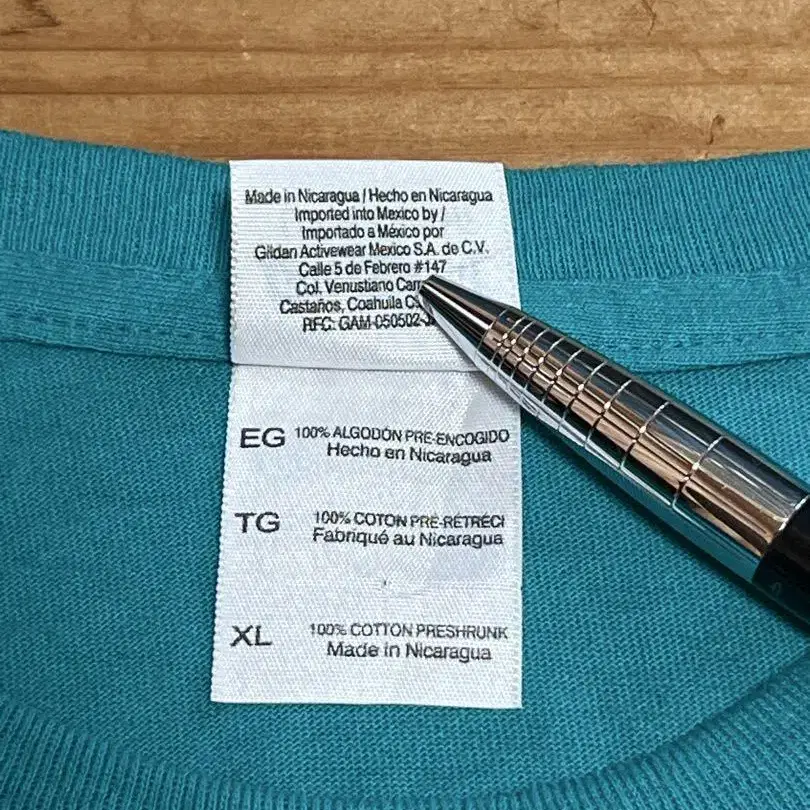 Made in Nicaragua / Hecho en Nicaragua
Imported into Mexico by /
Importado a México por
Gildan Activewear Mexico S.A. de C.V.
Calle 5 de Febrero #147
Col. Venustiano
Castaños, Coahuila
RFC: GAM-050502-
EG 100% ALGODÓN PRE-ENCOGIDO
Hecho en Nicaragua
TG 100% COTON PRÉ-RÉTRÉCI
Fabriqué au Nicaragua
XL 100% COTTON PRESHRUNK
Made in Nicaragua